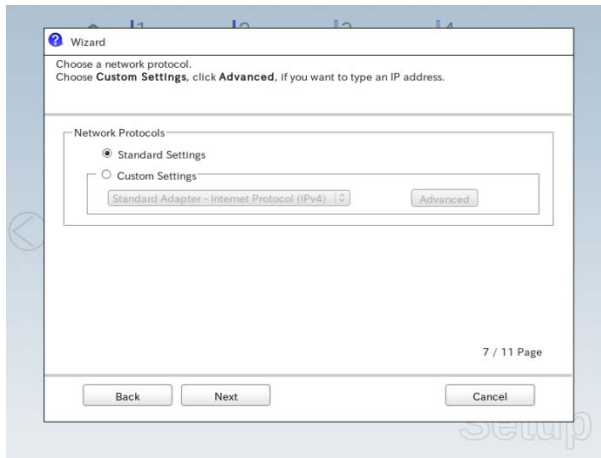 Wizard
Choose a network protocol.
Choose Custom Settings, click Advanced, if you want to type an IP address.
Network Protocols
Standard Settings
Custom Settings
Standard Adapter - Internet Protocol (IPv4)
Advanced
7 / 11 Page
Back Next Cancel
Setup